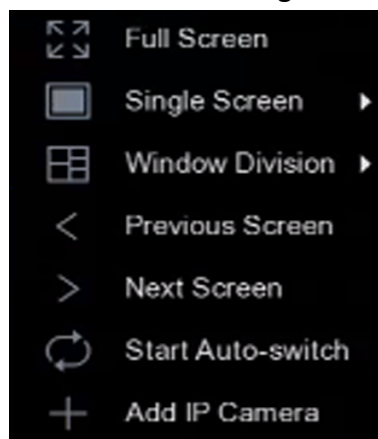 Full Screen
Single Screen
Window Division
Previous Screen
Next Screen
Start Auto-switch
Add IP Camera